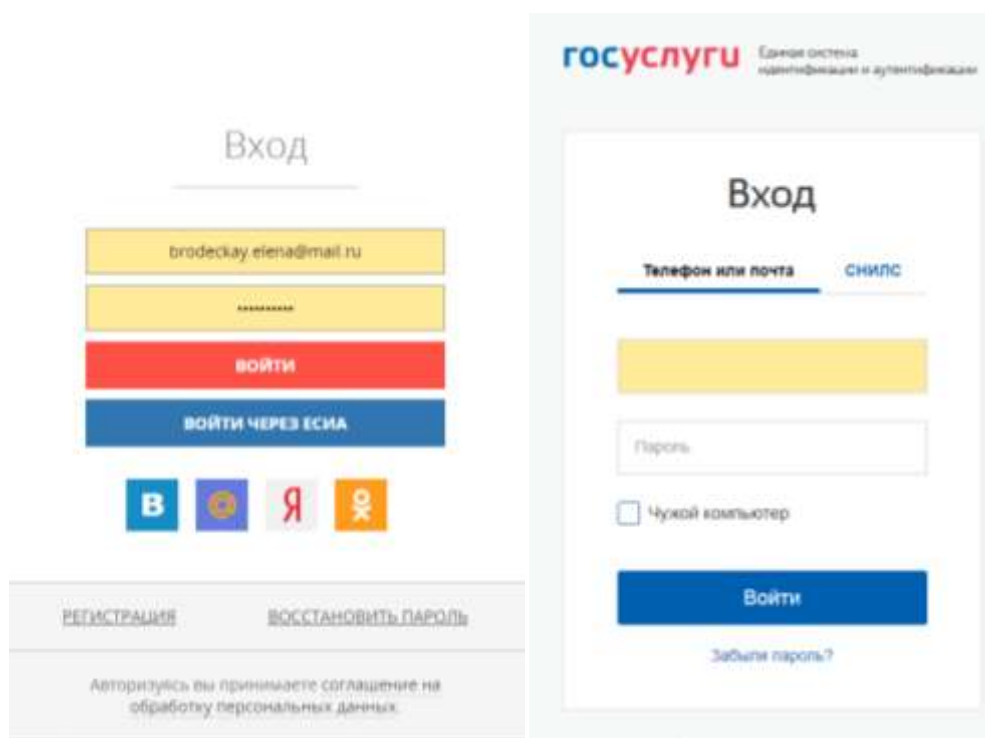 Вход
brodeckay.elena@mail.ru
••••••••••
ВОЙТИ
ВОЙТИ ЧЕРЕЗ ЕСИА
В
Я
РЕГИСТРАЦИЯ
ВОССТАНОВИТЬ ПАРОЛЬ
Авторизуясь вы принимаете соглашение на
обработку персональных данных
госуслуги
Единая система
идентификации и аутентификации
Вход
Телефон или почта
СНИЛС
Пароль
Чужой компьютер
Войти
Забыли пароль?